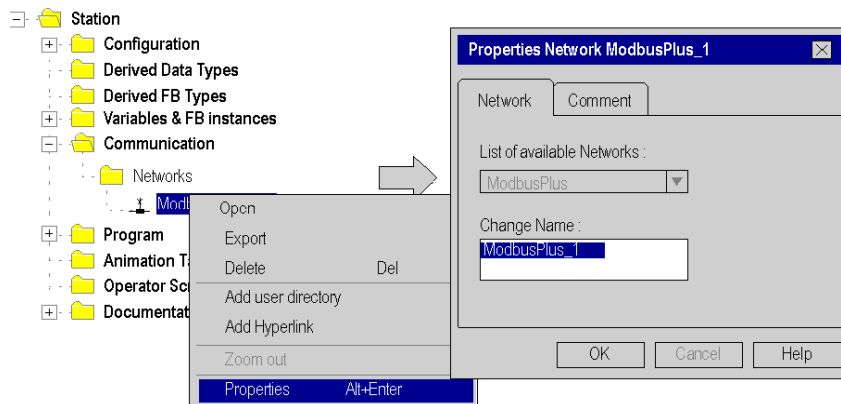 Station
Configuration
Derived Data Types
Derived FB Types
Variables & FB instances
Communication
Networks
Program
Animation
Operator
Open
Export
Delete Del
Add user directory
Add Hyperlink
Zoom out
Properties Alt+Enter
Properties Network ModbusPlus_1
Network Comment
List of available Networks :
ModbusPlus
Change Name :
ModbusPlus_1
OK Cancel Help